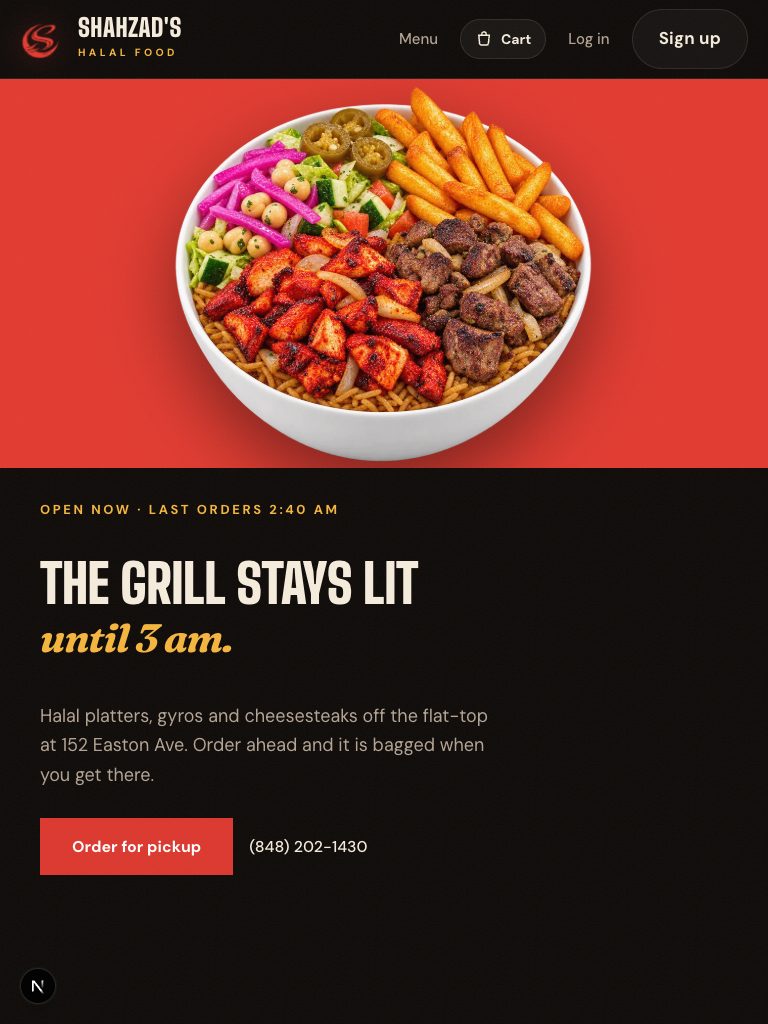 SHAHZAD'S
HALAL FOOD
Menu
Cart
Log in
Sign up
OPEN NOW · LAST ORDERS 2:40 AM
THE GRILL STAYS LIT
until 3 am.
Halal platters, gyros and cheesesteaks off the flat-top
at 152 Easton Ave. Order ahead and it is bagged when
you get there.
Order for pickup
(848) 202-1430
N